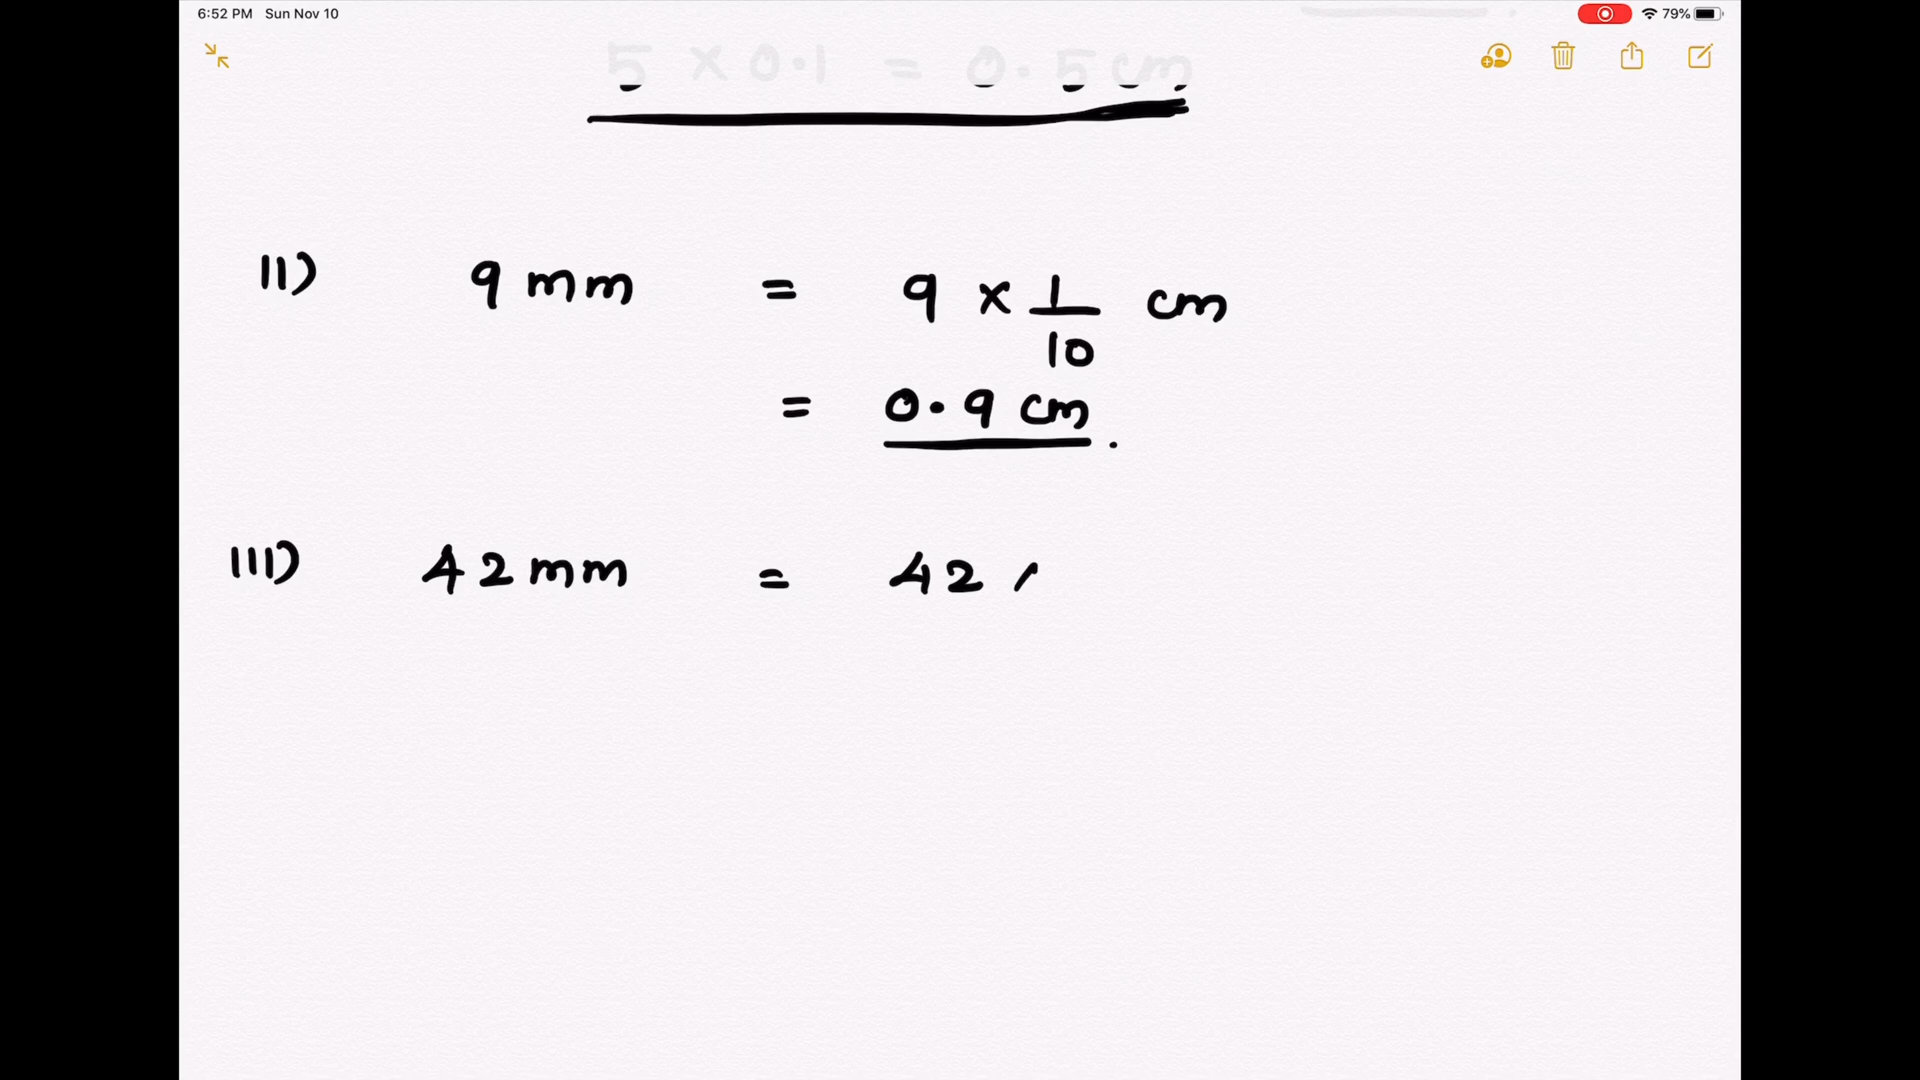 6:52 PM Sun Nov 10 79%
5 × 0.1 = 0.5 cm
II) 9 mm = 9 × 1/10 cm
= 0.9 cm.
III) 42 mm = 42 /